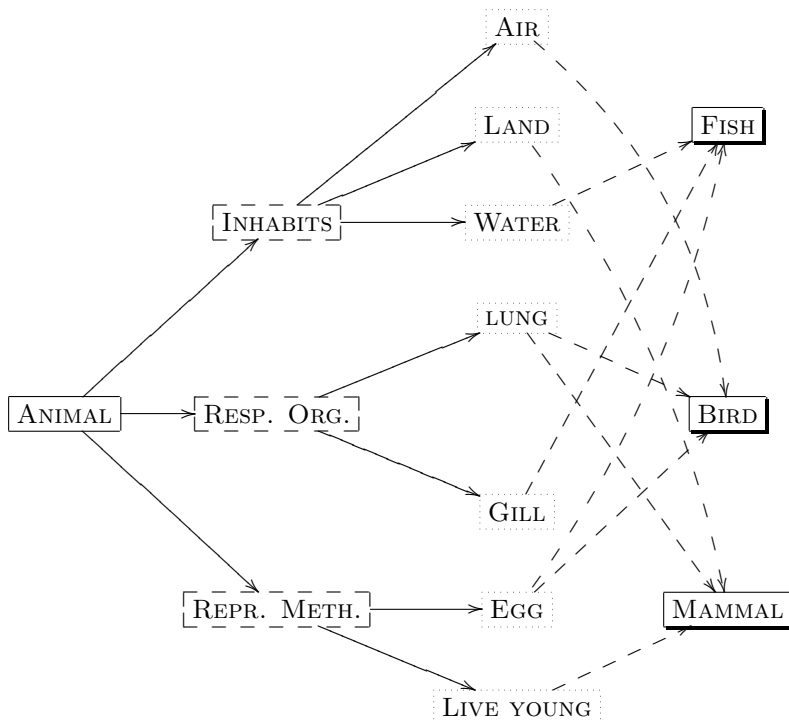 AIR
LAND
FISH
INHABITS
WATER
LUNG
ANIMAL
RESP. ORG.
BIRD
GILL
REPR. METH.
EGG
MAMMAL
LIVE YOUNG